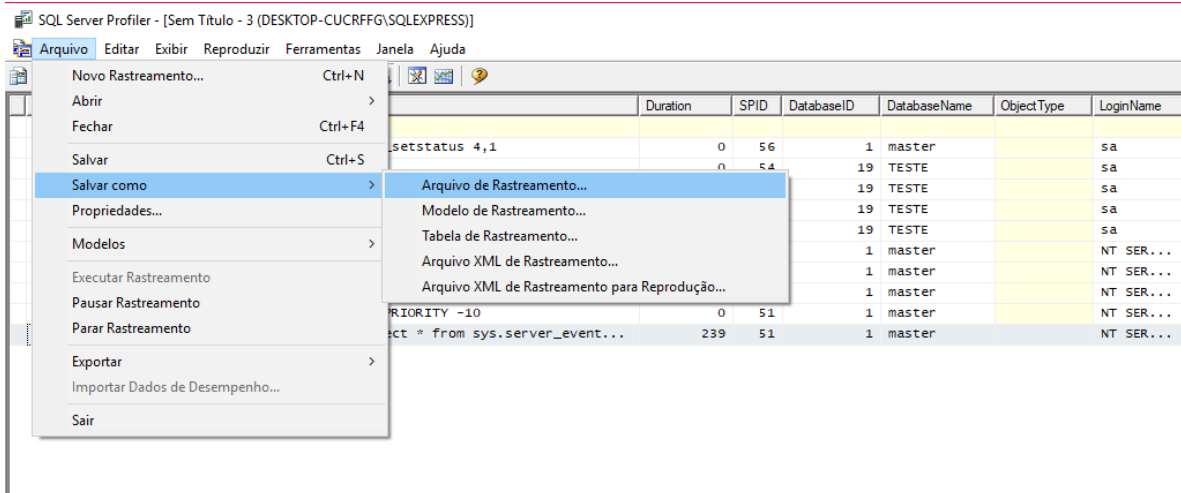 SQL Server Profiler - [Sem Título - 3 (DESKTOP-CUCRFFG\SQLEXPRESS)]
Arquivo Editar Exibir Reproduzir Ferramentas Janela Ajuda
Novo Rastreamento... Ctrl+N
Abrir
Fechar Ctrl+F4
Salvar Ctrl+S
Salvar como
Propriedades...
Modelos
Executar Rastreamento
Pausar Rastreamento
Parar Rastreamento
Exportar
Importar Dados de Desempenho...
Sair
Arquivo de Rastreamento...
Modelo de Rastreamento...
Tabela de Rastreamento...
Arquivo XML de Rastreamento...
Arquivo XML de Rastreamento para Reprodução...
Duration SPID DatabaseID DatabaseName ObjectType LoginName
_setstatus 4,1 0 56 1 master sa
0 54 19 TESTE sa
19 TESTE sa
19 TESTE sa
19 TESTE sa
1 master NT SER...
1 master NT SER...
1 master NT SER...
PRIORITY -10 0 51 1 master NT SER...
ect * from sys.server_event... 239 51 1 master NT SER...